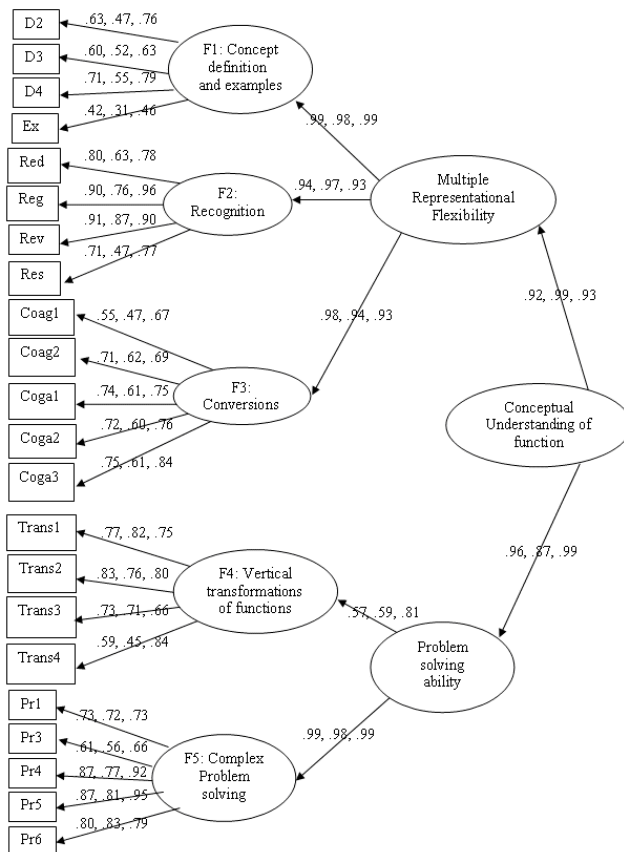 D2
.63, .47, .76
D3
.60, .52, .63
D4
.71, .55, .79
Ex
.42, .31, .46
F1: Concept
definition
and examples
.99, .98, .99
Red
.80, .63, .78
Reg
.90, .76, .96
Rev
.91, .87, .90
Res
.71, .47, .77
F2:
Recognition
.94, .97, .93
Multiple
Representational
Flexibility
.92, .99, .93
Coag1
.55, .47, .67
Coag2
.71, .62, .69
Coga1
.74, .61, .75
Coga2
.72, .60, .76
Coga3
.75, .61, .84
F3:
Conversions
.98, .94, .93
Conceptual
Understanding of
function
.96, .87, .99
Trans1
.77, .82, .75
Trans2
.83, .76, .80
Trans3
.73, .71, .66
Trans4
.59, .45, .84
F4: Vertical
transformations
of functions
.57, .59, .81
Problem
solving
ability
.99, .98, .99
Pr1
.73, .72, .73
Pr3
.61, .56, .66
Pr4
.87, .77, .92
Pr5
.87, .81, .95
Pr6
.80, .83, .79
F5: Complex
Problem
solving